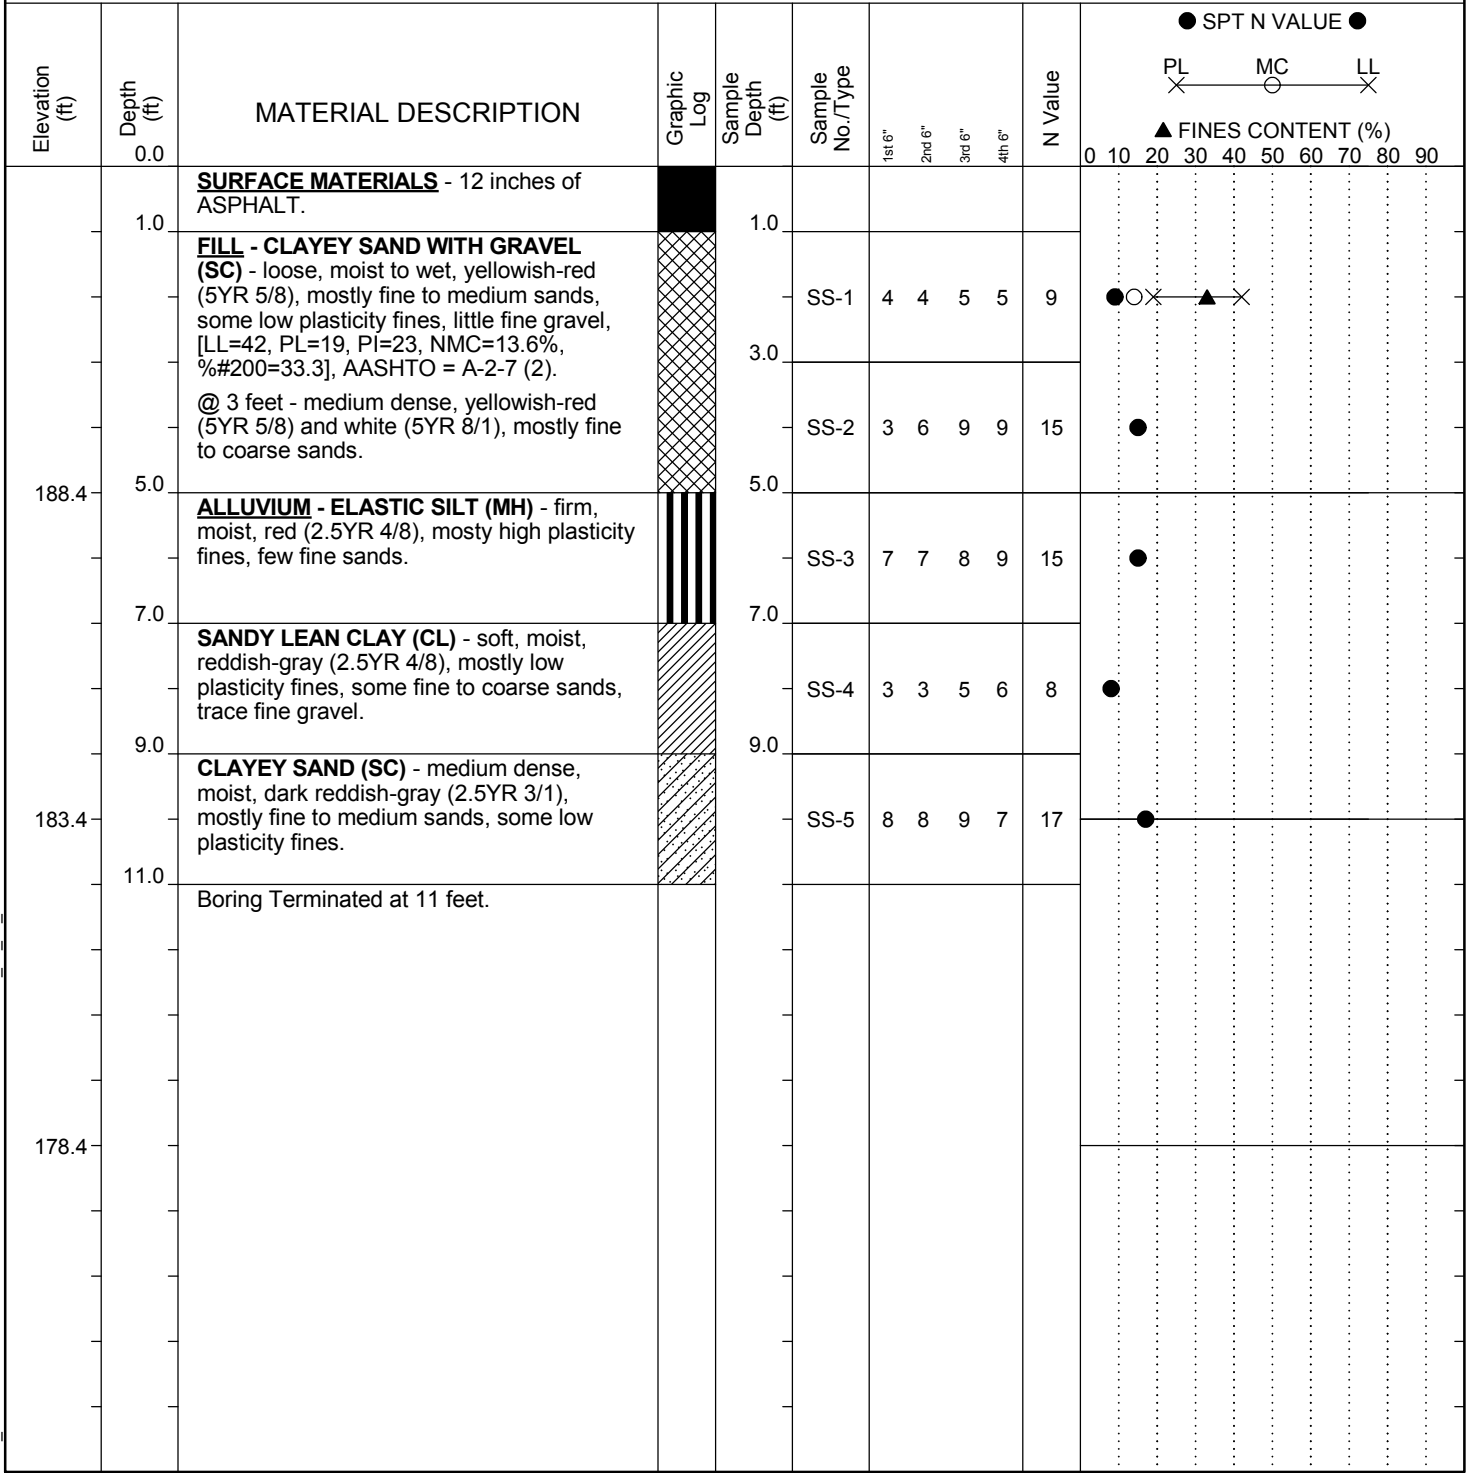 ● SPT N VALUE ●
PL MC LL
▲ FINES CONTENT (%)
0 10 20 30 40 50 60 70 80 90
Elevation (ft)
Depth (ft)
0.0
MATERIAL DESCRIPTION
Graphic Log
Sample Depth (ft)
Sample No./Type
1st 6"
2nd 6"
3rd 6"
4th 6"
N Value
SURFACE MATERIALS - 12 inches of
ASPHALT.
1.0 1.0
FILL - CLAYEY SAND WITH GRAVEL
(SC) - loose, moist to wet, yellowish-red
(5YR 5/8), mostly fine to medium sands,
some low plasticity fines, little fine gravel,
[LL=42, PL=19, PI=23, NMC=13.6%,
%#200=33.3], AASHTO = A-2-7 (2).
SS-1 4 4 5 5 9
3.0
@ 3 feet - medium dense, yellowish-red
(5YR 5/8) and white (5YR 8/1), mostly fine
to coarse sands.
SS-2 3 6 9 9 15
188.4 5.0 5.0
ALLUVIUM - ELASTIC SILT (MH) - firm,
moist, red (2.5YR 4/8), mosty high plasticity
fines, few fine sands.
SS-3 7 7 8 9 15
7.0 7.0
SANDY LEAN CLAY (CL) - soft, moist,
reddish-gray (2.5YR 4/8), mostly low
plasticity fines, some fine to coarse sands,
trace fine gravel.
SS-4 3 3 5 6 8
9.0 9.0
CLAYEY SAND (SC) - medium dense,
moist, dark reddish-gray (2.5YR 3/1),
mostly fine to medium sands, some low
plasticity fines.
183.4 SS-5 8 8 9 7 17
11.0
Boring Terminated at 11 feet.
178.4